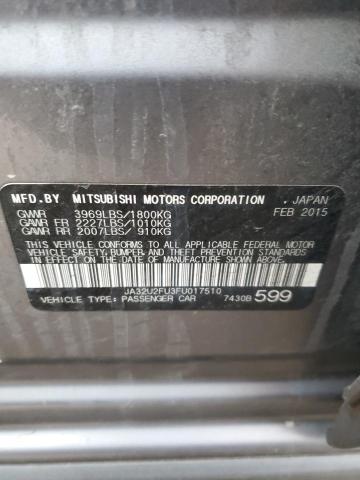 MFD.BY MITSUBISHI MOTORS CORPORATION . JAPAN
GVWR 3969LBS/1800KG FEB 2015
GAWR FR 2227LBS/1010KG
GAWR RR 2007LBS/ 910KG
THIS VEHICLE CONFORMS TO ALL APPLICABLE FEDERAL MOTOR
VEHICLE SAFETY,BUMPER AND THEFT PREVENTION STANDARDS
IN EFFECT ON THE DATE OF MANUFACTURE SHOWN ABOVE.
JA32U2FU3FU017510
VEHICLE TYPE: PASSENGER CAR 7430B 599